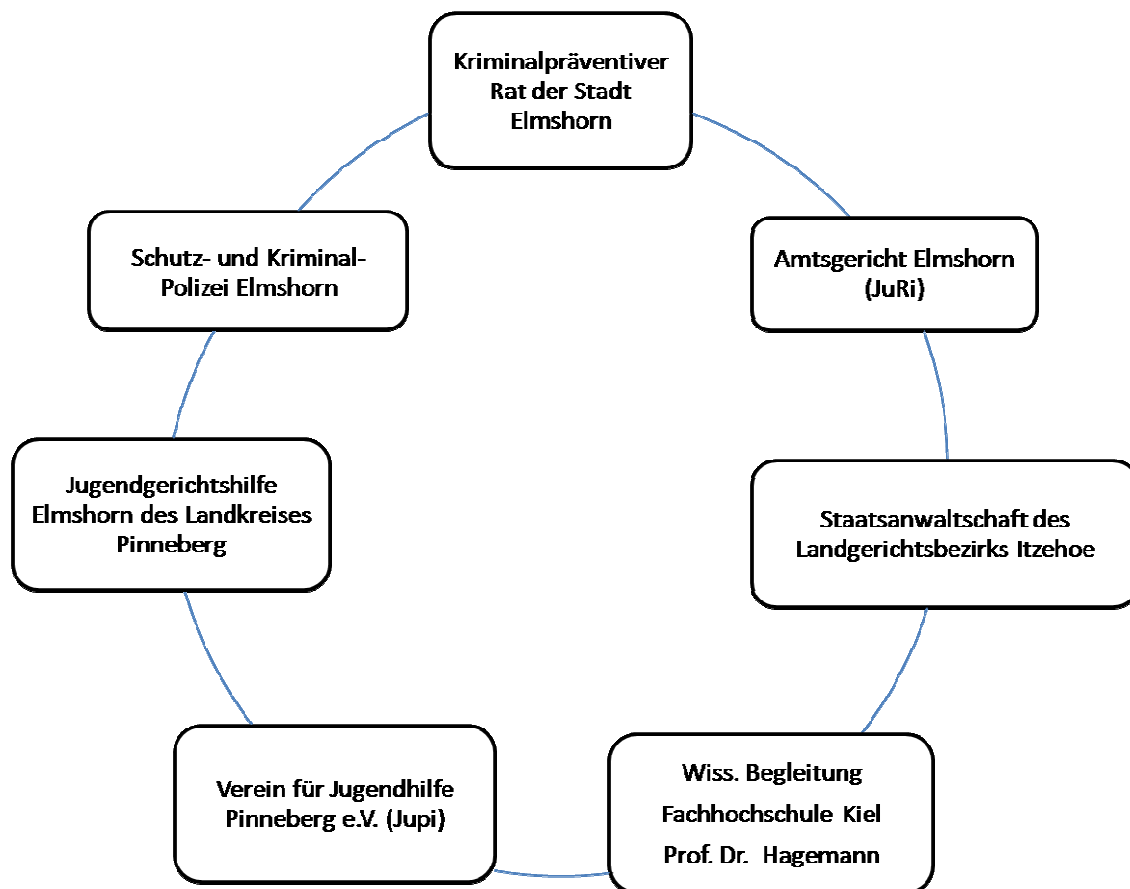 Kriminalpräventiver
Rat der Stadt
Elmshorn
Schutz- und Kriminal-
Polizei Elmshorn
Amtsgericht Elmshorn
(JuRi)
Jugendgerichtshilfe
Elmshorn des Landkreises
Pinneberg
Staatsanwaltschaft des
Landgerichtsbezirks Itzehoe
Verein für Jugendhilfe
Pinneberg e.V. (Jupi)
Wiss. Begleitung
Fachhochschule Kiel
Prof. Dr. Hagemann